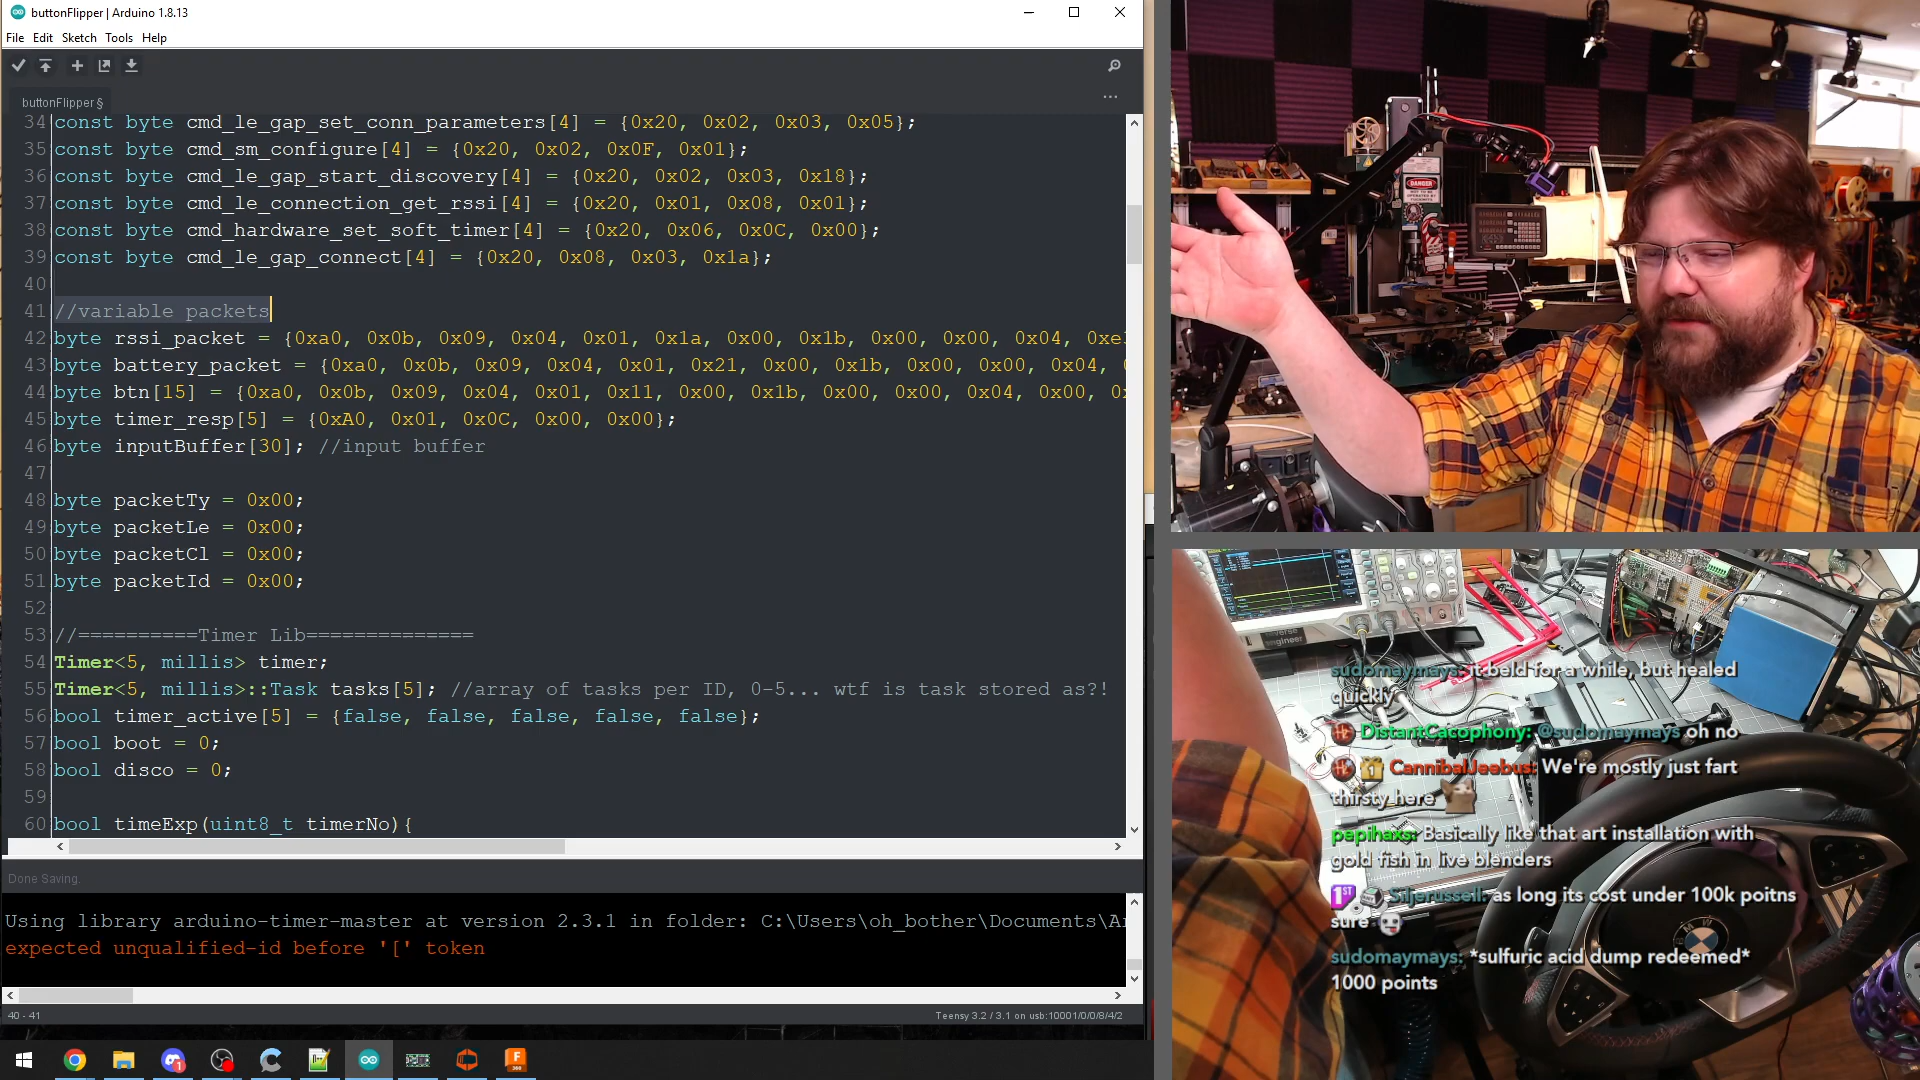 buttonFlipper | Arduino 1.8.13
File Edit Sketch Tools Help
buttonFlipper §
34 const byte cmd_le_gap_set_conn_parameters[4] = {0x20, 0x02, 0x03, 0x05};
35 const byte cmd_sm_configure[4] = {0x20, 0x02, 0x0F, 0x01};
36 const byte cmd_le_gap_start_discovery[4] = {0x20, 0x02, 0x03, 0x18};
37 const byte cmd_le_connection_get_rssi[4] = {0x20, 0x01, 0x08, 0x01};
38 const byte cmd_hardware_set_soft_timer[4] = {0x20, 0x06, 0x0C, 0x00};
39 const byte cmd_le_gap_connect[4] = {0x20, 0x08, 0x03, 0x1a};
40
41 //variable packets
42 byte rssi_packet = {0xa0, 0x0b, 0x09, 0x04, 0x01, 0x1a, 0x00, 0x1b, 0x00, 0x00, 0x04, 0xe
43 byte battery_packet = {0xa0, 0x0b, 0x09, 0x04, 0x01, 0x21, 0x00, 0x1b, 0x00, 0x00, 0x04,
44 byte btn[15] = {0xa0, 0x0b, 0x09, 0x04, 0x01, 0x11, 0x00, 0x1b, 0x00, 0x00, 0x04, 0x00, 0
45 byte timer_resp[5] = {0xA0, 0x01, 0x0C, 0x00, 0x00};
46 byte inputBuffer[30]; //input buffer
47
48 byte packetTy = 0x00;
49 byte packetLe = 0x00;
50 byte packetCl = 0x00;
51 byte packetId = 0x00;
52
53 //==========Timer Lib==============
54 Timer<5, millis> timer;
55 Timer<5, millis>::Task tasks[5]; //array of tasks per ID, 0-5... wtf is task stored as?!
56 bool timer_active[5] = {false, false, false, false, false};
57 bool boot = 0;
58 bool disco = 0;
59
60 bool timeExp(uint8_t timerNo){
Done Saving.
Using library arduino-timer-master at version 2.3.1 in folder: C:\Users\oh_bother\Documents\A
expected unqualified-id before '[' token
40 - 41
Teensy 3.2 / 3.1 on usb:10001/0/0/8/4/2
DANGER
sudomaymays: it beld for a while, but healed
quickly
DistantCacophony: @sudomaymays oh no
CannibalJeebus: We're mostly just fart
thirsty here
pepihaxs: Basically like that art installation with
gold fish in live blenders
1ST Siljerussell: as long its cost under 100k poitns
sure
sudomaymays: *sulfuric acid dump redeemed*
1000 points